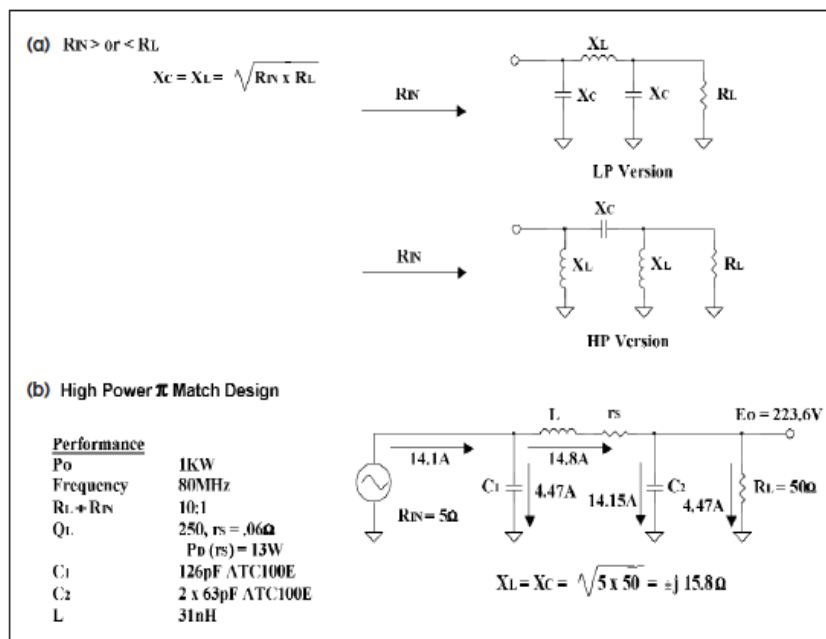 (a) RIN > or < RL
XC = XL = √RIN x RL
RIN
XL
XC
XC
RL
LP Version
RIN
XC
XL
XL
RL
HP Version
(b) High Power π Match Design
Performance
Po 1KW
Frequency 80MHz
RL ÷ RIN 10:1
QL 250, rs = ,06Ω
PD (rs) = 13W
C1 126pF ATC100E
C2 2 x 63pF ATC100E
L 31nH
L
rs
Eo = 223,6V
14.1A
14.8A
C1
4.47A
14.15A
C2
4,47A
RL = 50Ω
RIN = 5Ω
XL = XC = √5 x 50 = ±j 15.8Ω